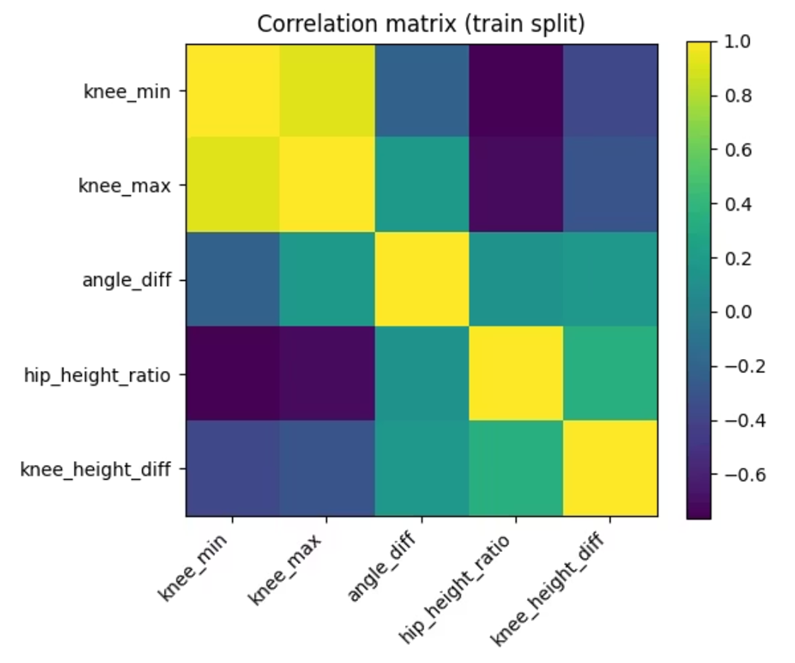 Correlation matrix (train split)
knee_min
knee_max
angle_diff
hip_height_ratio
knee_height_diff
knee_min
knee_max
angle_diff
hip_height_ratio
knee_height_diff
1.0
0.8
0.6
0.4
0.2
0.0
−0.2
−0.4
−0.6